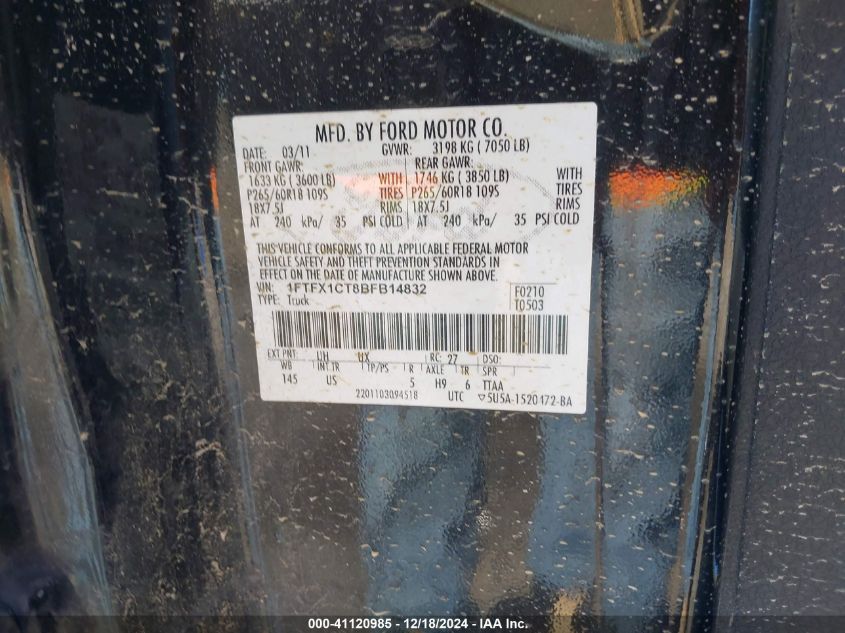 MFD. BY FORD MOTOR CO.
DATE: 03/11 GVWR: 3198 KG ( 7050 LB)
FRONT GAWR: REAR GAWR:
1633 KG ( 3600 LB) WITH 1746 KG ( 3850 LB) WITH
P265/60R18 109S TIRES P265/60R18 109S TIRES
18X7.5J RIMS 18X7.5J RIMS
AT 240 kPa/ 35 PSI COLD AT 240 kPa/ 35 PSI COLD
THIS VEHICLE CONFORMS TO ALL APPLICABLE FEDERAL MOTOR
VEHICLE SAFETY AND THEFT PREVENTION STANDARDS IN
EFFECT ON THE DATE OF MANUFACTURE SHOWN ABOVE.
VIN: 1FTFX1CT8BFB14832 F0210
TYPE: Truck T0503
EXT PNT: UH UX RC: 27 DSO:
WB INT TR TP/PS R AXLE TR SPR
145 US 5 H9 6 TTAA
2201103094518 UTC ▽5U5A-1520472-BA
000-41120985 - 12/18/2024 - IAA Inc.